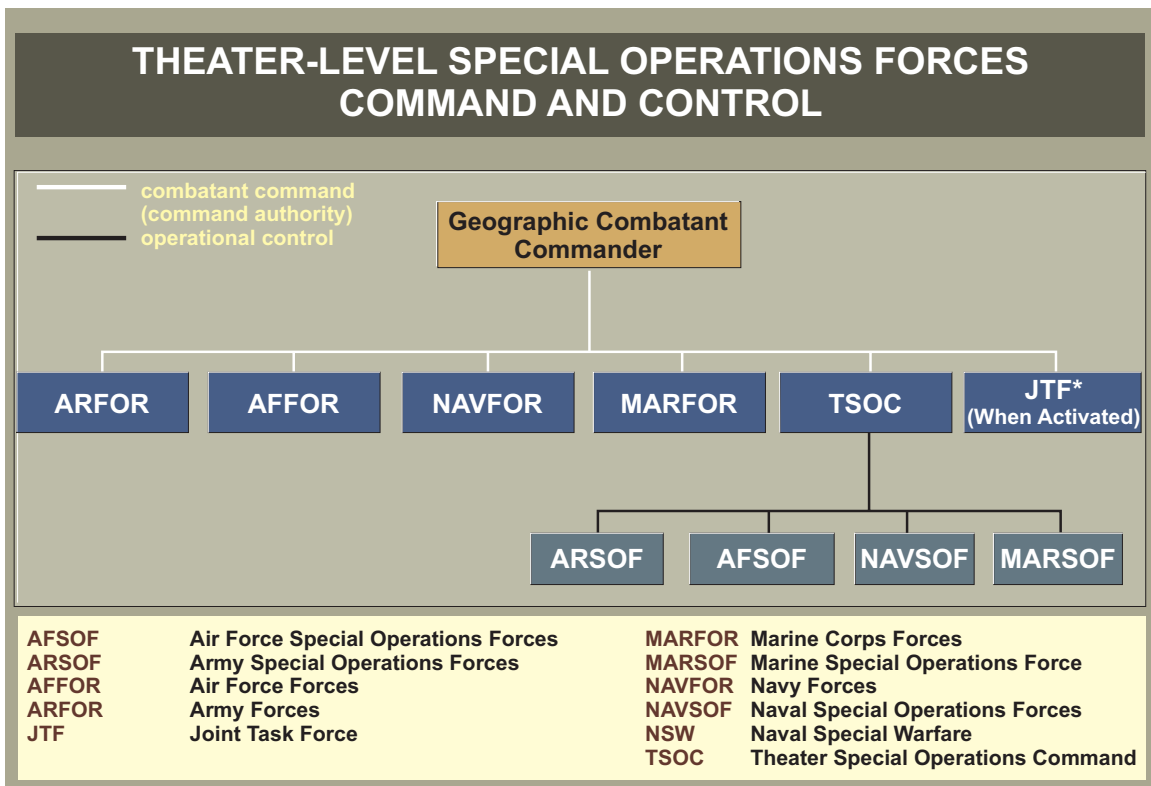 THEATER-LEVEL SPECIAL OPERATIONS FORCES
COMMAND AND CONTROL
combatant command
(command authority)
operational control
Geographic Combatant
Commander
ARFOR
AFFOR
NAVFOR
MARFOR
TSOC
JTF*
(When Activated)
ARSOF
AFSOF
NAVSOF
MARSOF
AFSOF Air Force Special Operations Forces
ARSOF Army Special Operations Forces
AFFOR Air Force Forces
ARFOR Army Forces
JTF Joint Task Force
MARFOR Marine Corps Forces
MARSOF Marine Special Operations Force
NAVFOR Navy Forces
NAVSOF Naval Special Operations Forces
NSW Naval Special Warfare
TSOC Theater Special Operations Command